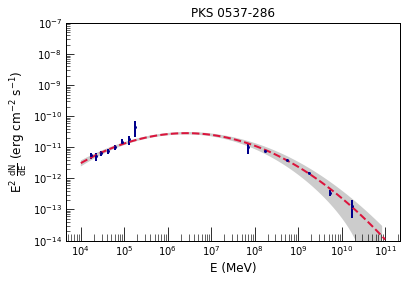 PKS 0537-286
10⁻⁷
10⁻⁸
10⁻⁹
10⁻¹⁰
10⁻¹¹
10⁻¹²
10⁻¹³
10⁻¹⁴
E² dN/dE (erg cm⁻² s⁻¹)
10⁴ 10⁵ 10⁶ 10⁷ 10⁸ 10⁹ 10¹⁰ 10¹¹
E (MeV)